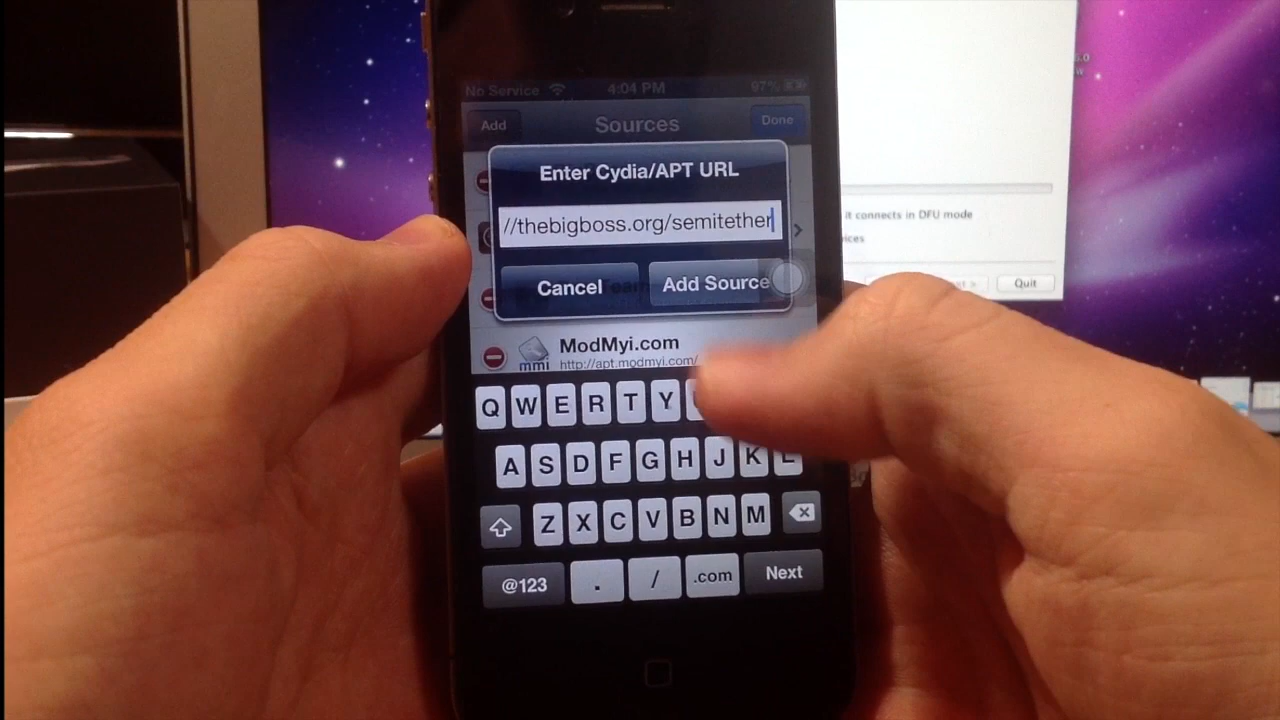 No Service 4:04 PM 97%
Add Sources Done
Enter Cydia/APT URL
//thebigboss.org/semitether
Cancel Add Source
ModMyi.com
mmi http://apt.modmyi.com/
Q W E R T Y
A S D F G H J K L
Z X C V B N M
@123 . / .com Next
it connects in DFU mode
Quit